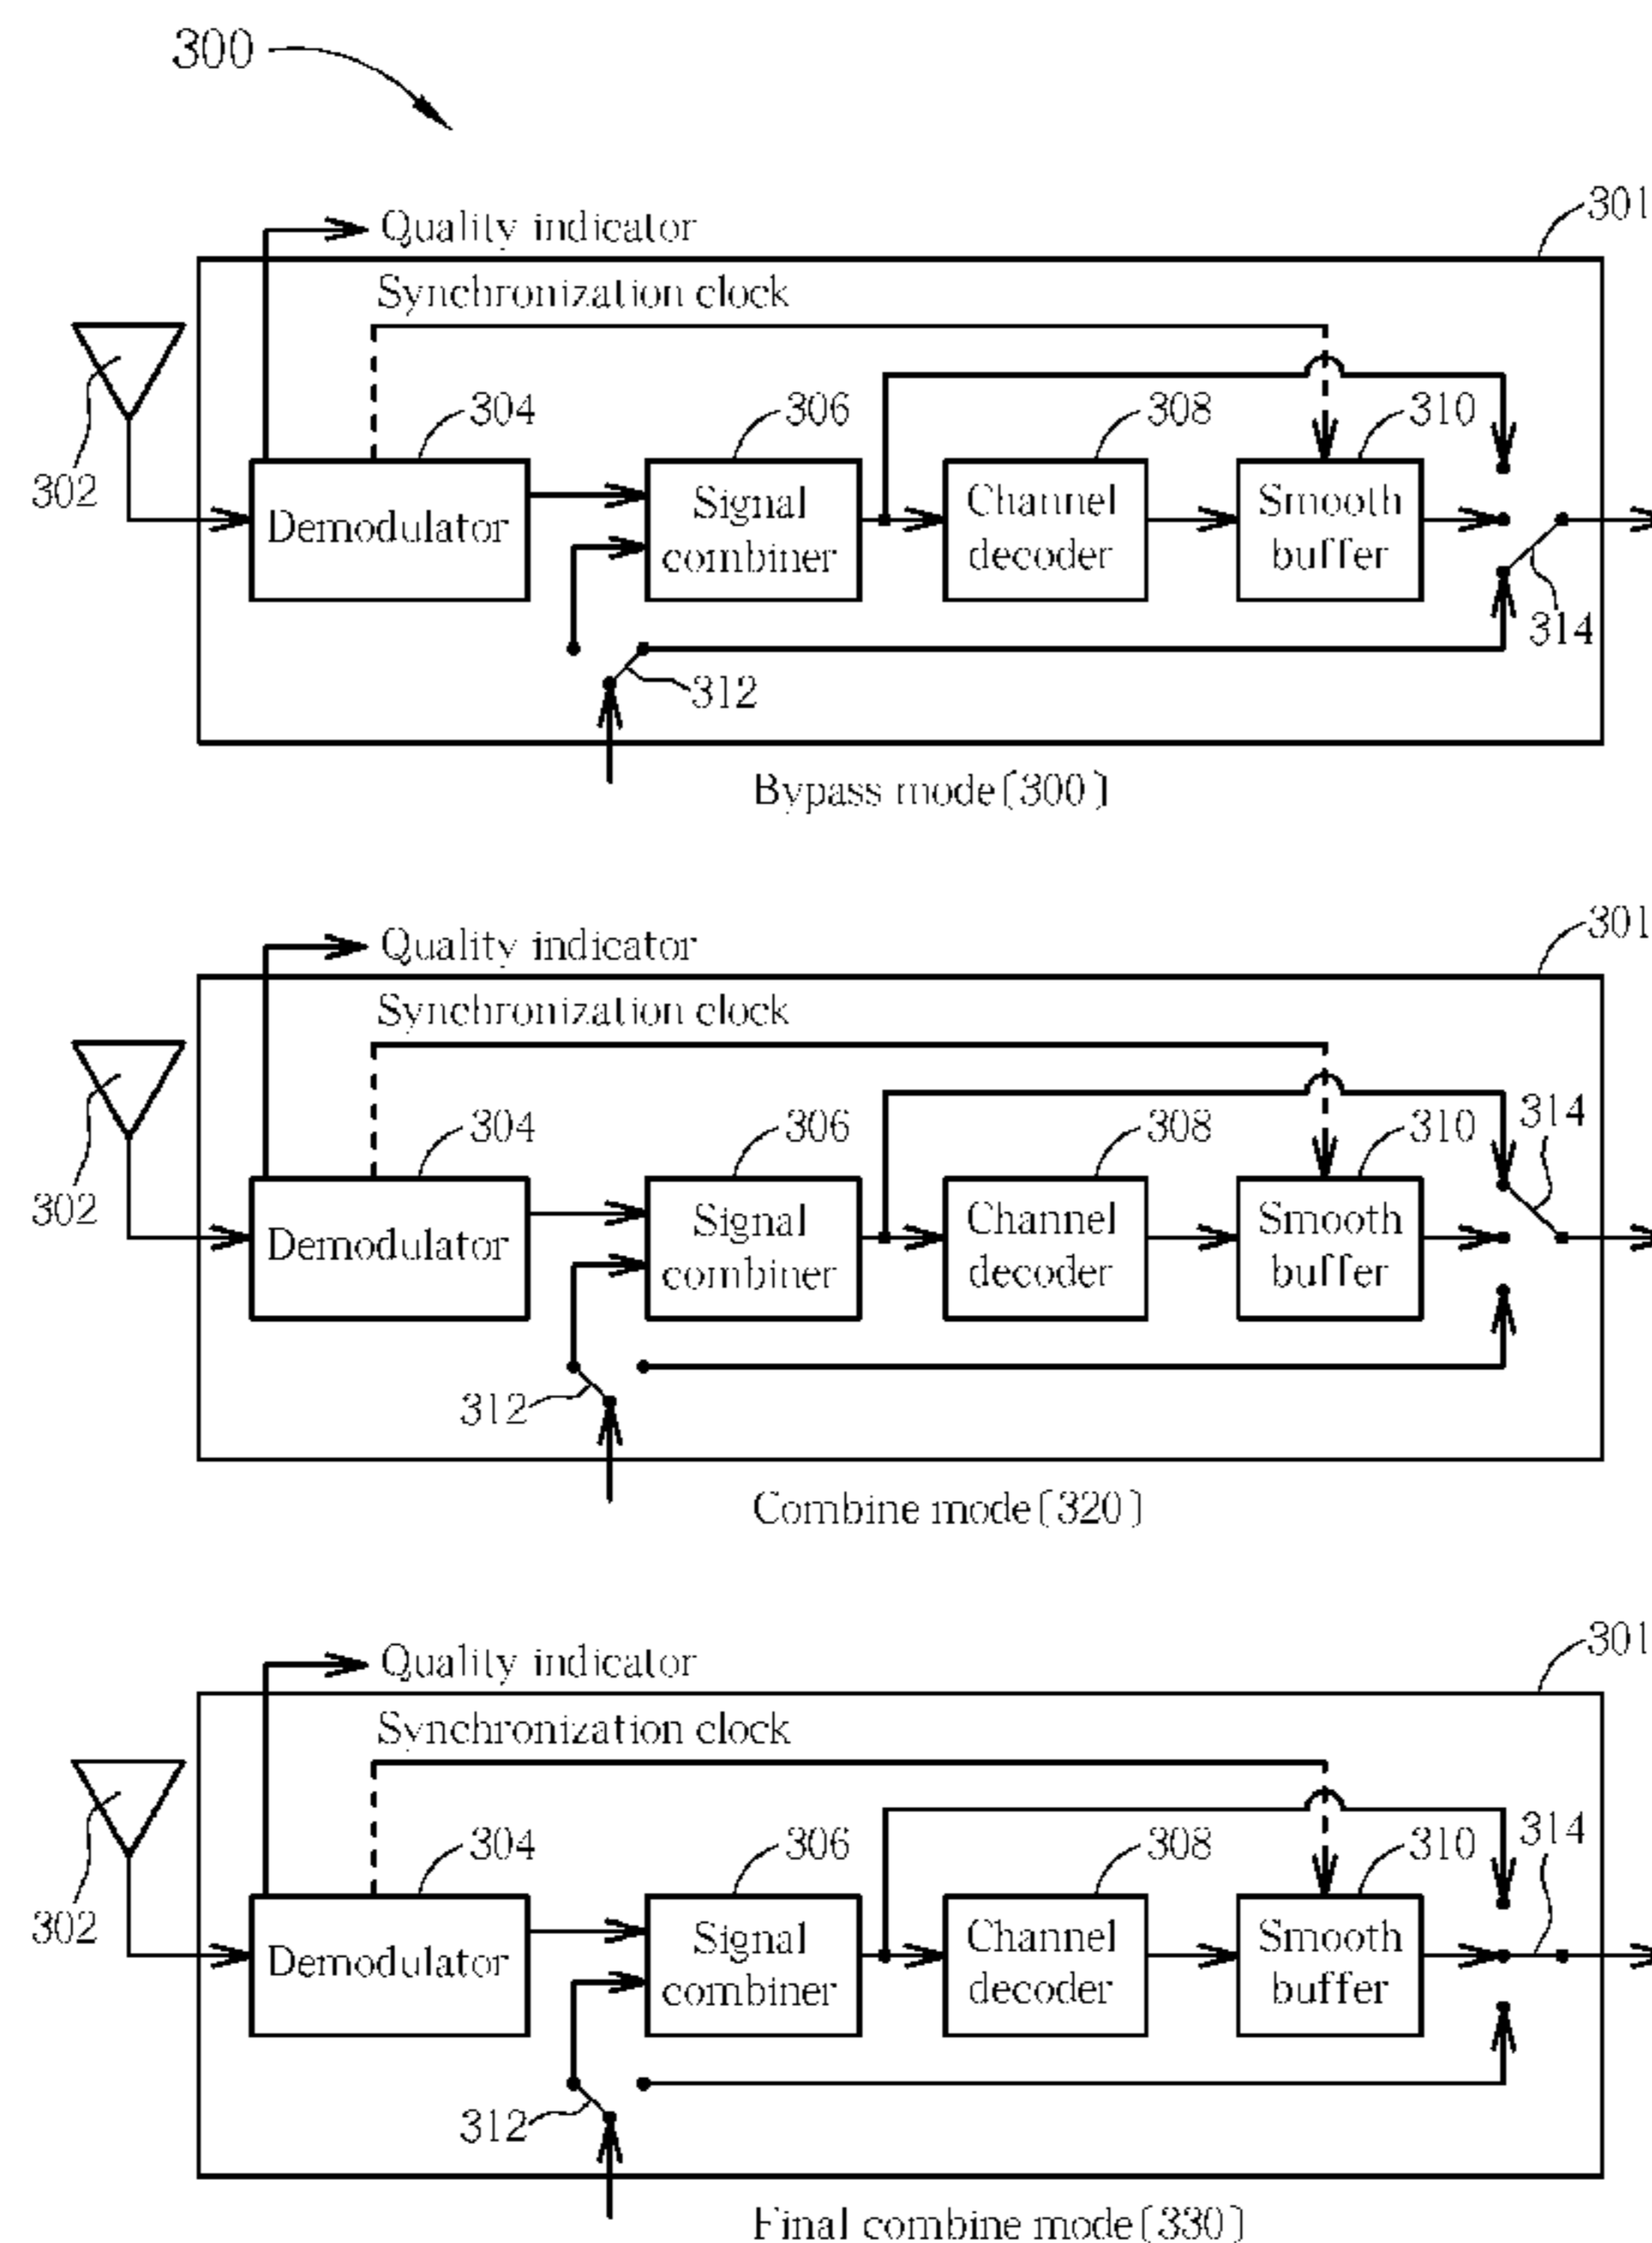 300
301
Quality indicator
Synchronization clock
302
304
306
308
310
Demodulator
Signal
combiner
Channel
decoder
Smooth
buffer
314
312
Bypass mode(300)
301
Quality indicator
Synchronization clock
302
304
306
308
310
314
Demodulator
Signal
combiner
Channel
decoder
Smooth
buffer
312
Combine mode(320)
301
Quality indicator
Synchronization clock
302
304
306
308
310
314
Demodulator
Signal
combiner
Channel
decoder
Smooth
buffer
312
Final combine mode(330)